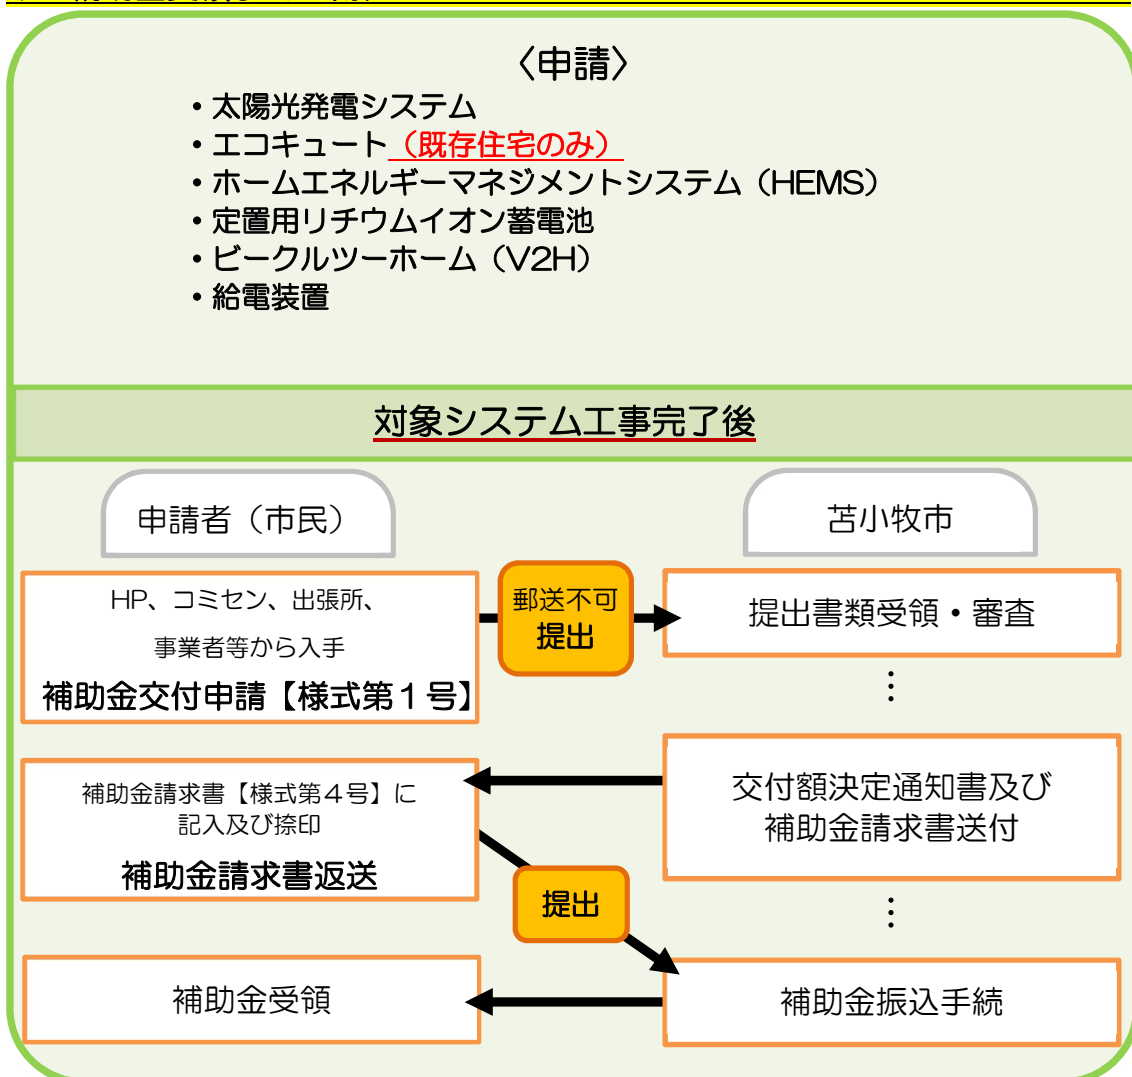 〈申請〉
・太陽光発電システム
・エコキュート（既存住宅のみ）
・ホームエネルギーマネジメントシステム（HEMS）
・定置用リチウムイオン蓄電池
・ビークルツーホーム（V2H）
・給電装置
対象システム工事完了後
申請者（市民）
苫小牧市
HP、コミセン、出張所、
事業者等から入手
補助金交付申請【様式第１号】
郵送不可
提出
提出書類受領・審査
⋮
交付額決定通知書及び
補助金請求書送付
補助金請求書【様式第４号】に
記入及び捺印
補助金請求書返送
提出
⋮
補助金振込手続
補助金受領